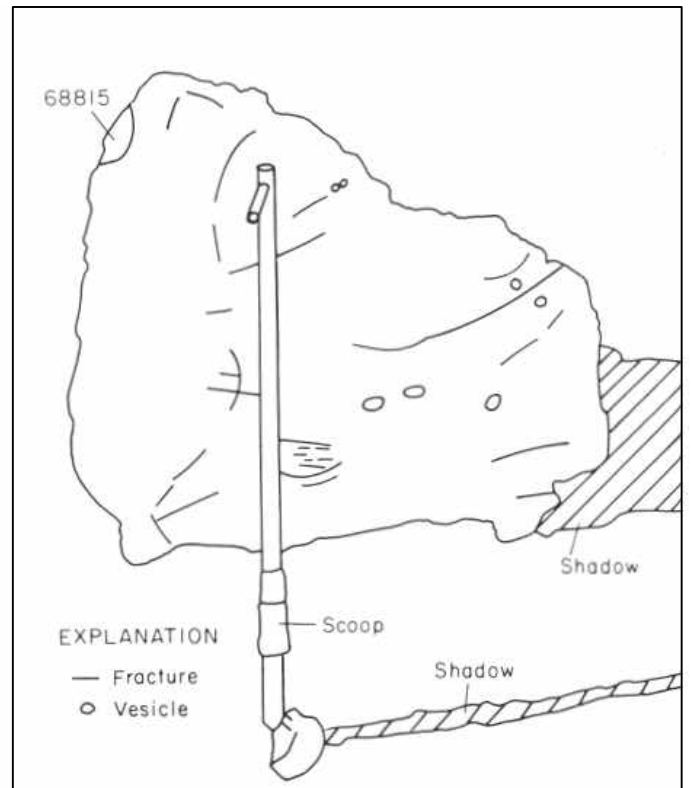 68815
Shadow
Scoop
EXPLANATION
— Fracture
Vesicle
Shadow